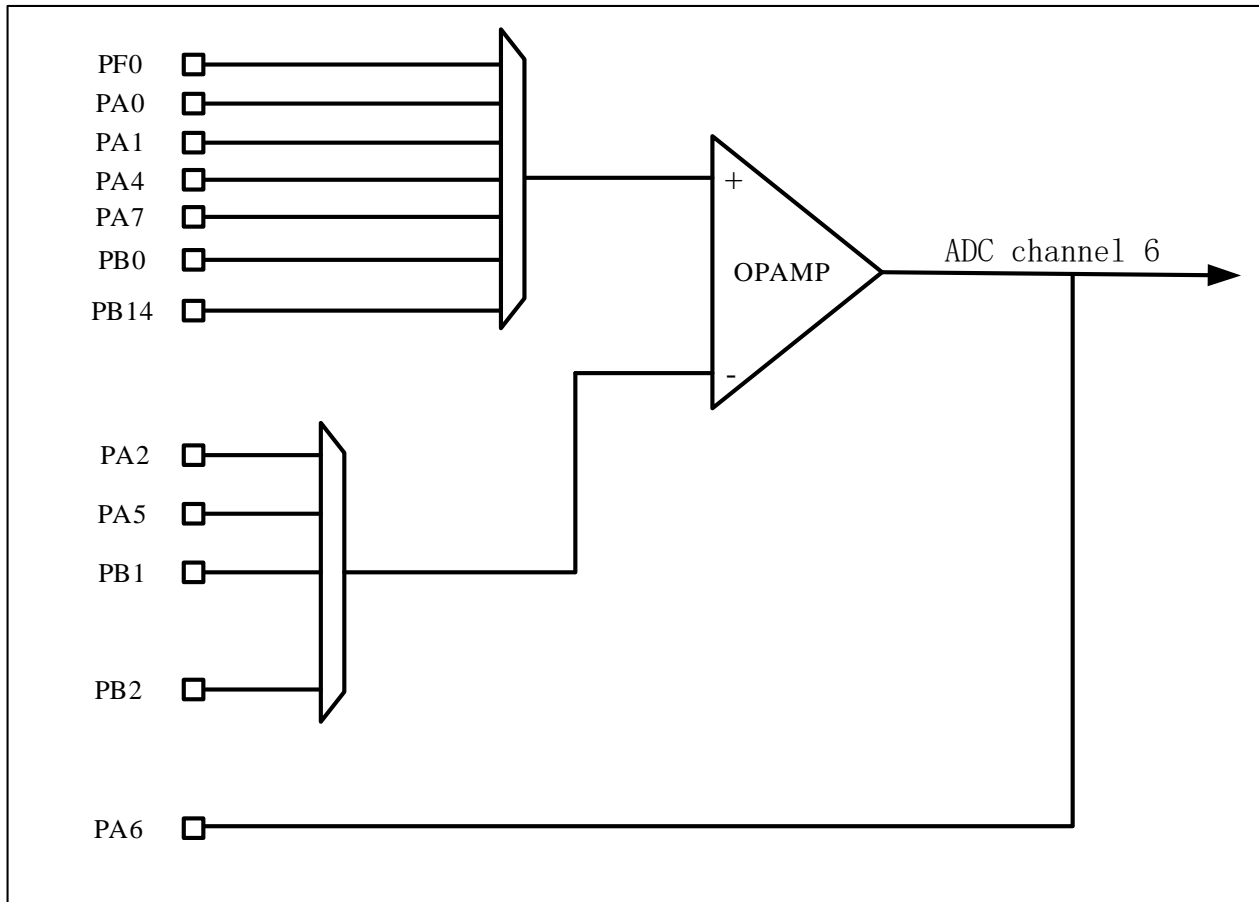 PF0
PA0
PA1
PA4
PA7
PB0
PB14
+
OPAMP
-
ADC channel 6
PA2
PA5
PB1
PB2
PA6